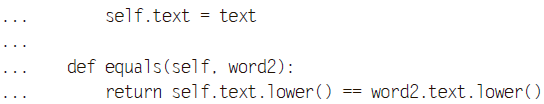 ...         self.text = text
...
...     def equals(self, word2):
...         return self.text.lower() == word2.text.lower()